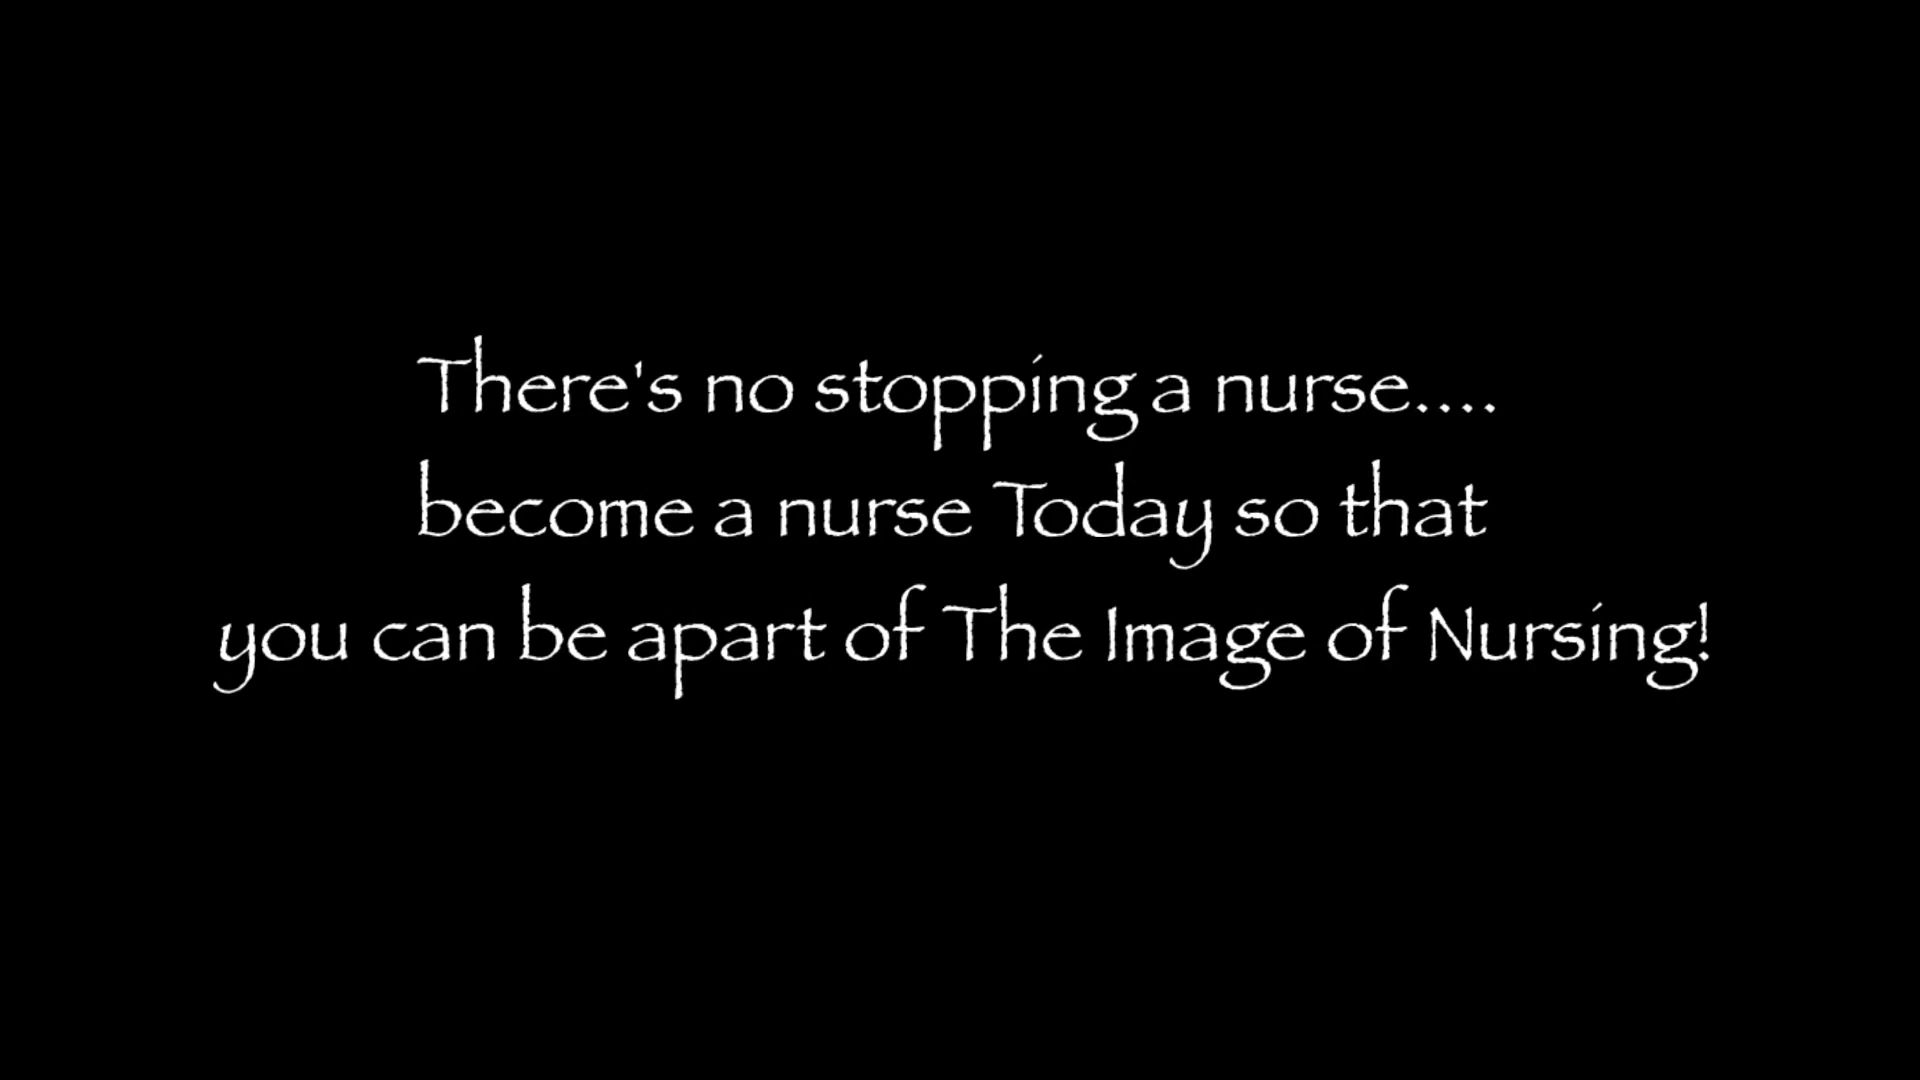 There's no stopping a nurse....
become a nurse Today so that
you can be apart of The Image of Nursing!